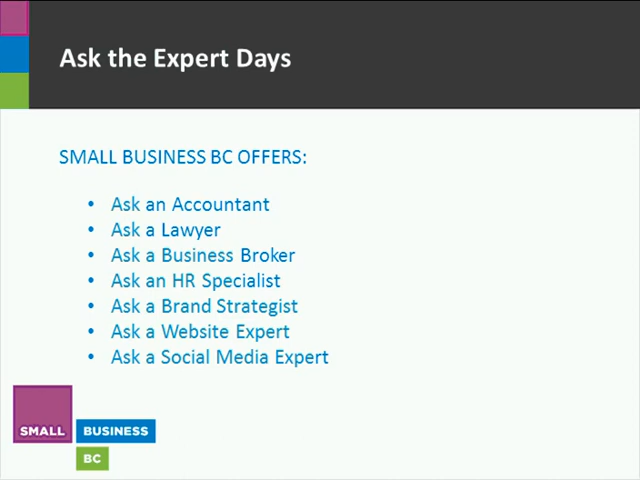 Ask the Expert Days
SMALL BUSINESS BC OFFERS:
• Ask an Accountant
• Ask a Lawyer
• Ask a Business Broker
• Ask an HR Specialist
• Ask a Brand Strategist
• Ask a Website Expert
• Ask a Social Media Expert
SMALL BUSINESS
BC